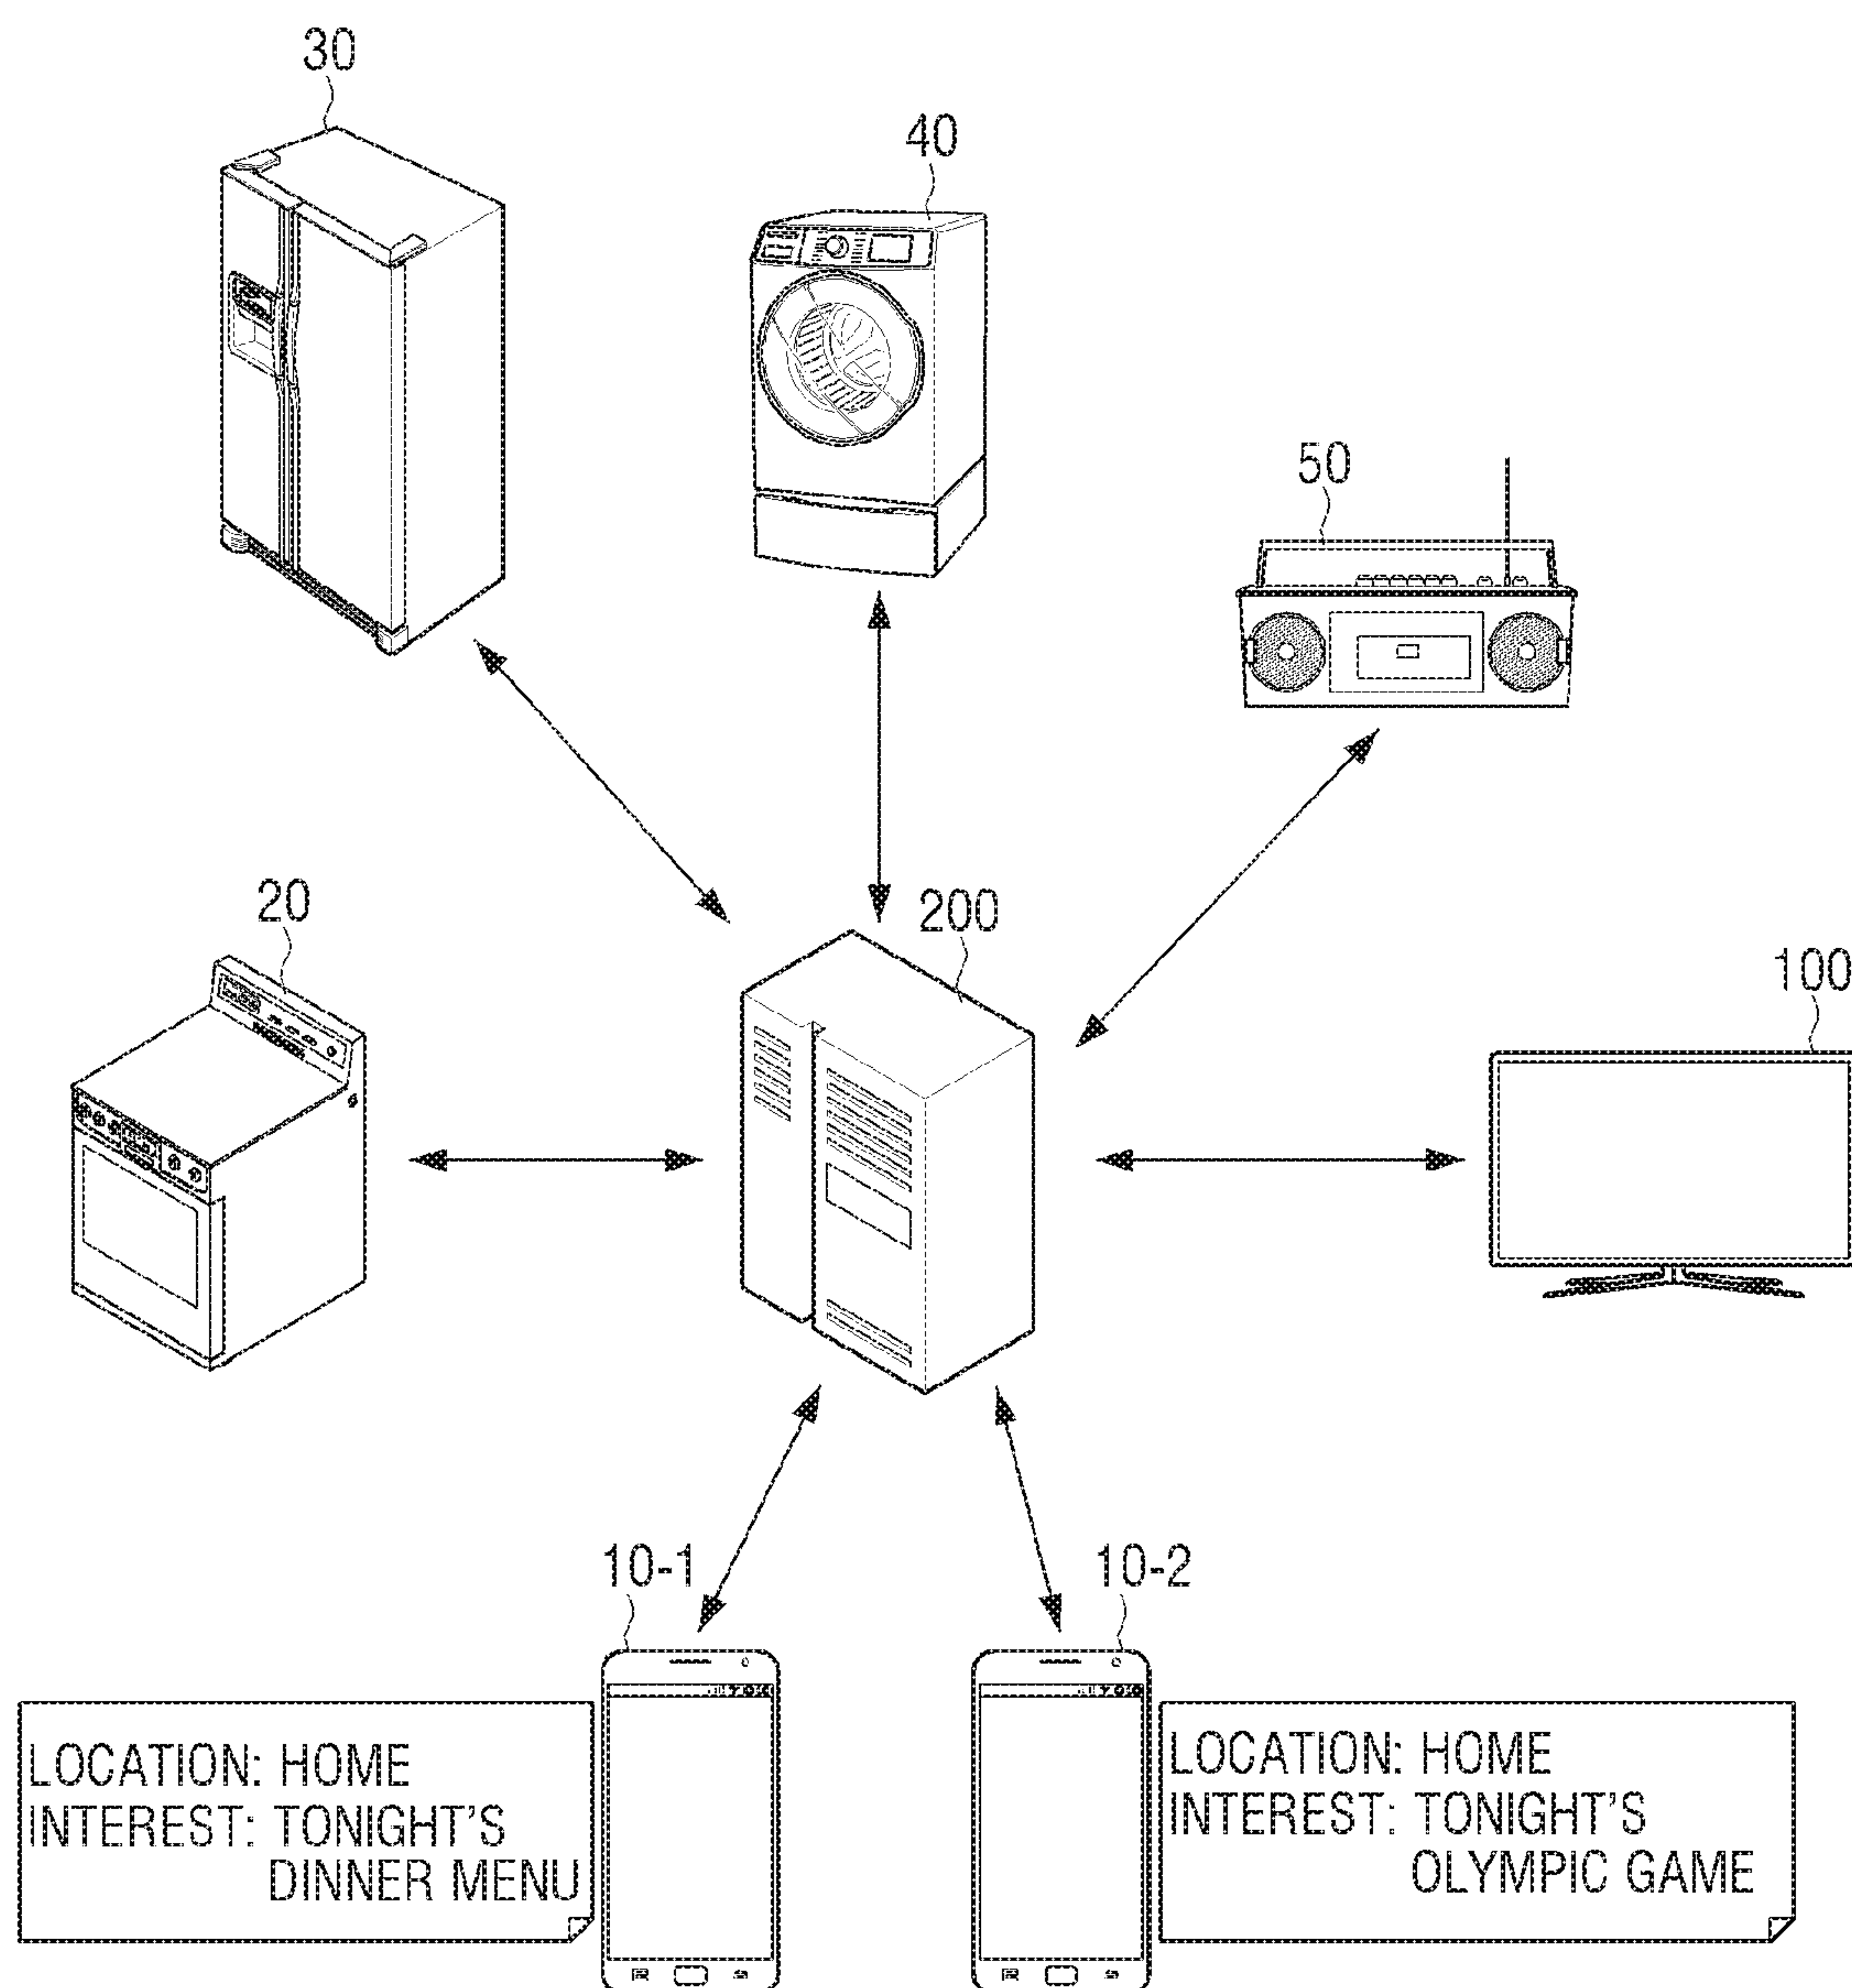 30
40
50
20
200
100
10-1
10-2
LOCATION: HOME
INTEREST: TONIGHT'S
DINNER MENU
LOCATION: HOME
INTEREST: TONIGHT'S
OLYMPIC GAME